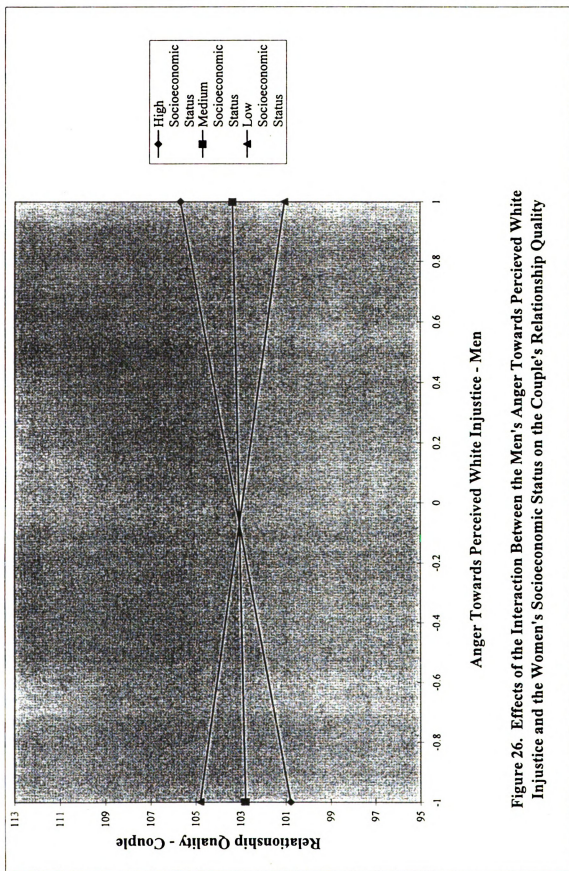 113
111
109
107
105
103
101
99
97
95
Relationship Quality - Couple
-1
-0.8
-0.6
-0.4
-0.2
0
0.2
0.4
0.6
0.8
1
Anger Towards Perceived White Injustice - Men
High
Socioeconomic
Status
Medium
Socioeconomic
Status
Low
Socioeconomic
Status
Figure 26. Effects of the Interaction Between the Men's Anger Towards Percieved White
Injustice and the Women's Socioeconomic Status on the Couple's Relationship Quality